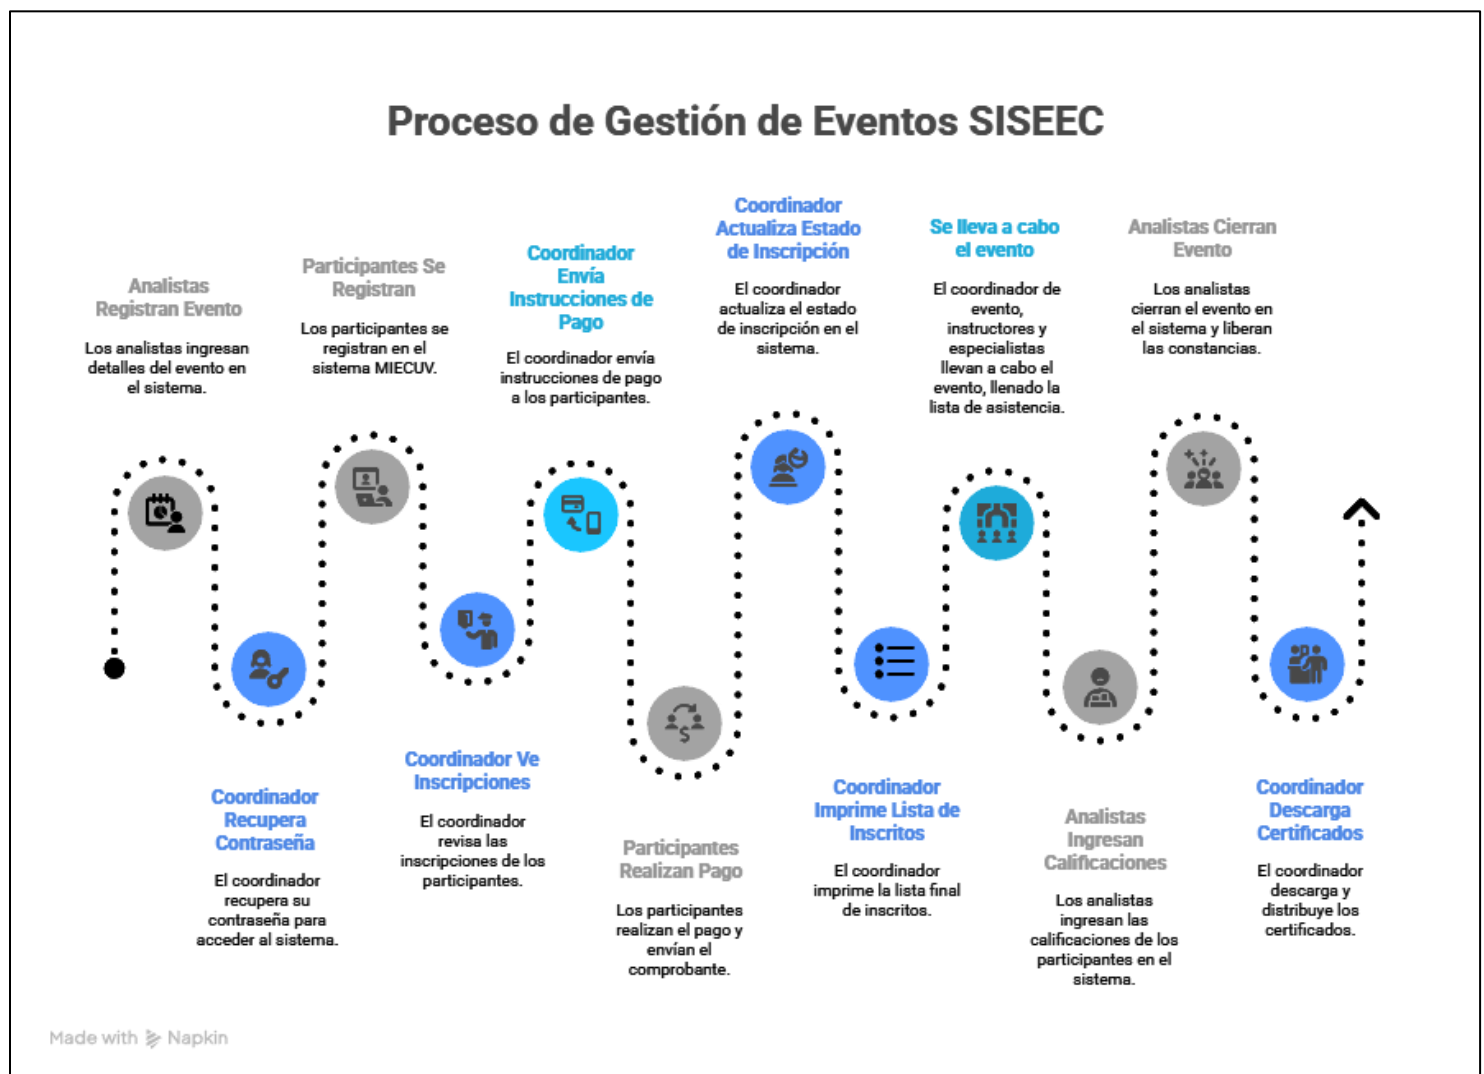 Proceso de Gestión de Eventos SISEEC
Analistas
Registran Evento
Los analistas ingresan
detalles del evento en
el sistema.
Coordinador
Recupera
Contraseña
El coordinador
recupera su
contraseña para
acceder al sistema.
Participantes Se
Registran
Los participantes se
registran en el
sistema MIECUV.
Coordinador Ve
Inscripciones
El coordinador
revisa las
inscripciones de los
participantes.
Coordinador
Envía
Instrucciones de
Pago
El coordinador envía
instrucciones de pago
a los participantes.
Participantes
Realizan Pago
Los participantes
realizan el pago y
envían el
comprobante.
Coordinador
Actualiza Estado
de Inscripción
El coordinador
actualiza el estado
de inscripción en el
sistema.
Coordinador
Imprime Lista de
Inscritos
El coordinador
imprime la lista final
de inscritos.
Se lleva a cabo
el evento
El coordinador de
evento,
instructores y
especialistas
llevan a cabo el
evento, llenado la
lista de asistencia.
Analistas
Ingresan
Calificaciones
Los analistas
ingresan las
calificaciones de los
participantes en el
sistema.
Analistas Cierran
Evento
Los analistas
cierran el evento en
el sistema y liberan
las constancias.
Coordinador
Descarga
Certificados
El coordinador
descarga y
distribuye los
certificados.
Made with Napkin